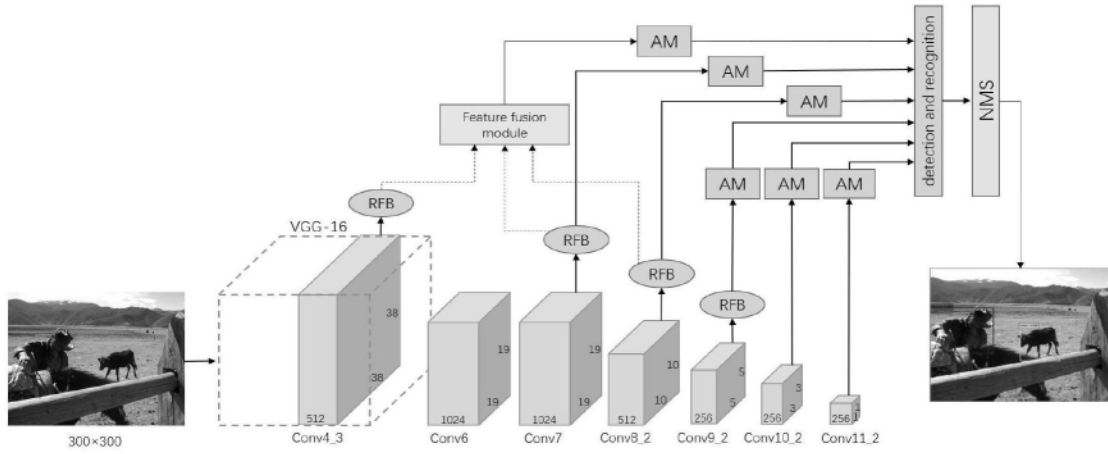 AM
AM
AM
Feature fusion
module
RFB
AM
AM
AM
detection and recognition
NMS
VGG-16
RFB
RFB
RFB
38
38
19
19
19
19
10
10
5
5
3
3
1
1
512
1024
1024
512
256
256
256
300×300
Conv4_3
Conv6
Conv7
Conv8_2
Conv9_2
Conv10_2
Conv11_2